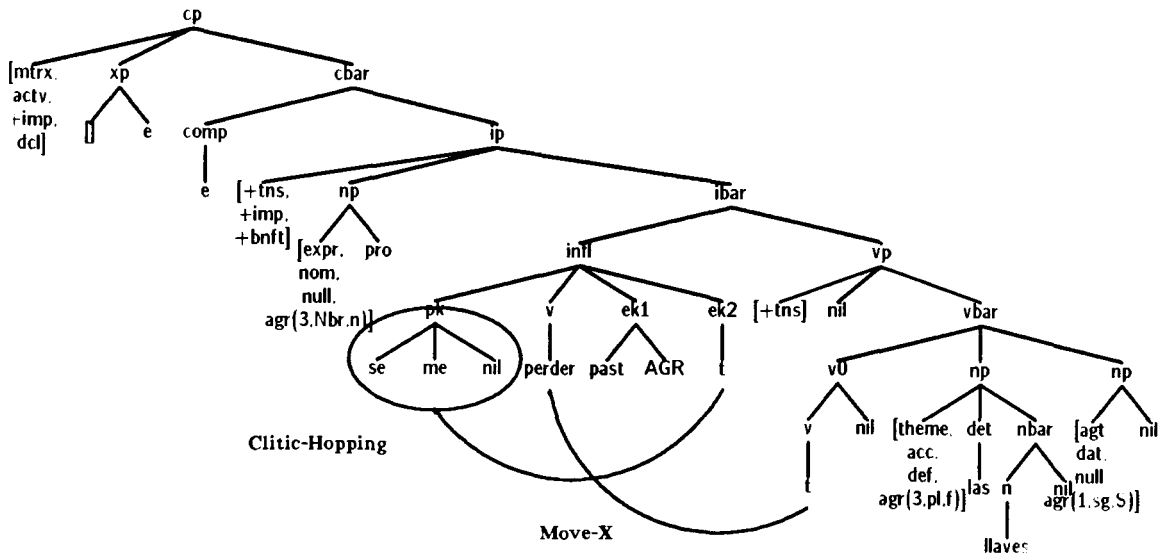 cp
[mtrx, xp cbar
actv,
+imp,
dcl]
[] e comp ip
e [+tns, np ibar
+imp,
+bnft]
[expr, pro infl vp
nom,
null,
agr(3,Nbr,n)]
pk v ek1 ek2 [+tns] nil vbar
se me nil perder past AGR t v0 np np
v nil [theme, det nbar [agt nil
acc, dat,
def, null
agr(3,pl,f)] las n nil agr(1,sg,S)]
t
llaves
Clitic-Hopping
Move-X